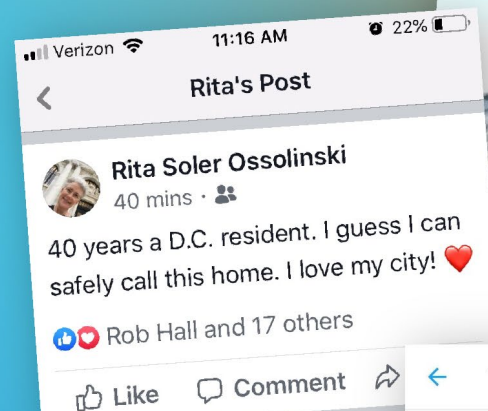 Verizon 11:16 AM 22%
Rita's Post
Rita Soler Ossolinski
40 mins ·
40 years a D.C. resident. I guess I can
safely call this home. I love my city! ❤️
Rob Hall and 17 others
Like Comment